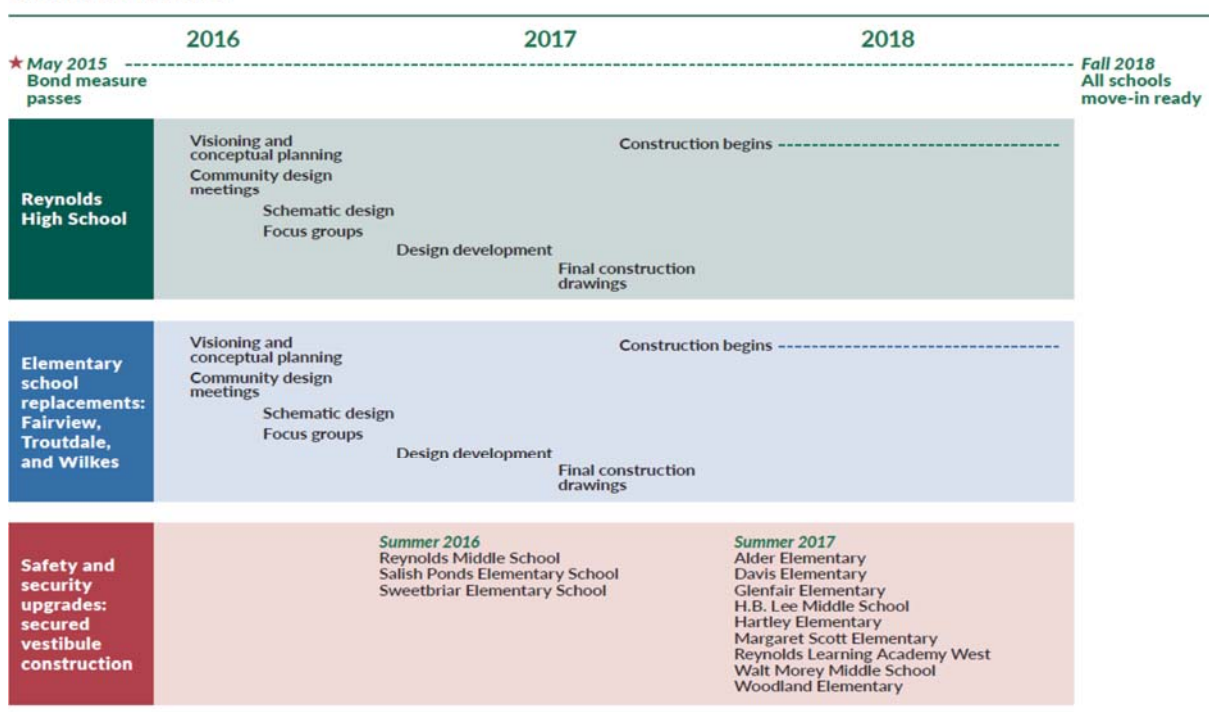 2016 2017 2018
★ May 2015
Bond measure
passes
Fall 2018
All schools
move-in ready
Reynolds
High School
Visioning and
conceptual planning
Community design
meetings
Schematic design
Focus groups
Design development
Final construction
drawings
Construction begins
Elementary
school
replacements:
Fairview,
Troutdale,
and Wilkes
Visioning and
conceptual planning
Community design
meetings
Schematic design
Focus groups
Design development
Final construction
drawings
Construction begins
Safety and
security
upgrades:
secured
vestibule
construction
Summer 2016
Reynolds Middle School
Salish Ponds Elementary School
Sweetbriar Elementary School
Summer 2017
Alder Elementary
Davis Elementary
Glenfair Elementary
H.B. Lee Middle School
Hartley Elementary
Margaret Scott Elementary
Reynolds Learning Academy West
Walt Morey Middle School
Woodland Elementary